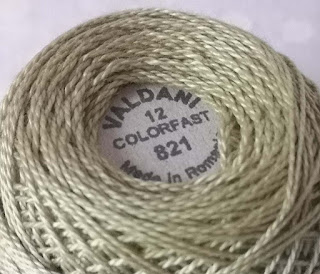 VALDANI
12
COLORFAST
821
Made in